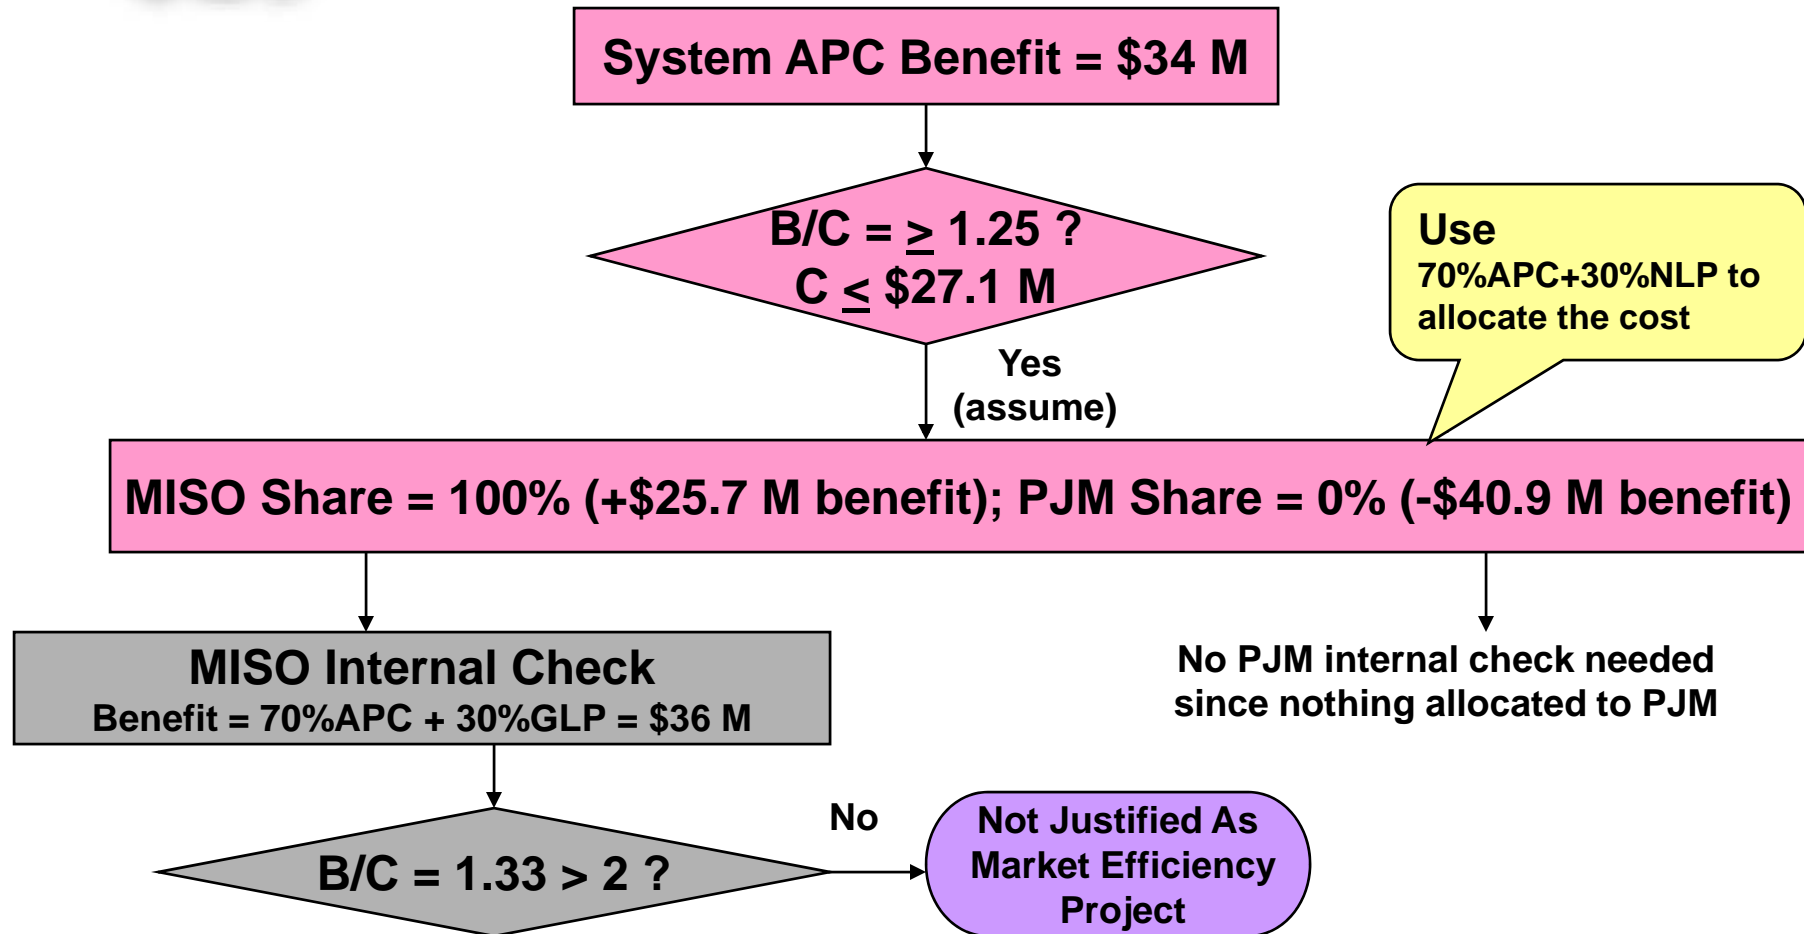 System APC Benefit = $34 M
B/C = ≥ 1.25 ?
C ≤ $27.1 M
Use
70%APC+30%NLP to
allocate the cost
Yes
(assume)
MISO Share = 100% (+$25.7 M benefit); PJM Share = 0% (-$40.9 M benefit)
MISO Internal Check
Benefit = 70%APC + 30%GLP = $36 M
No PJM internal check needed
since nothing allocated to PJM
B/C = 1.33 > 2 ?
No
Not Justified As
Market Efficiency
Project